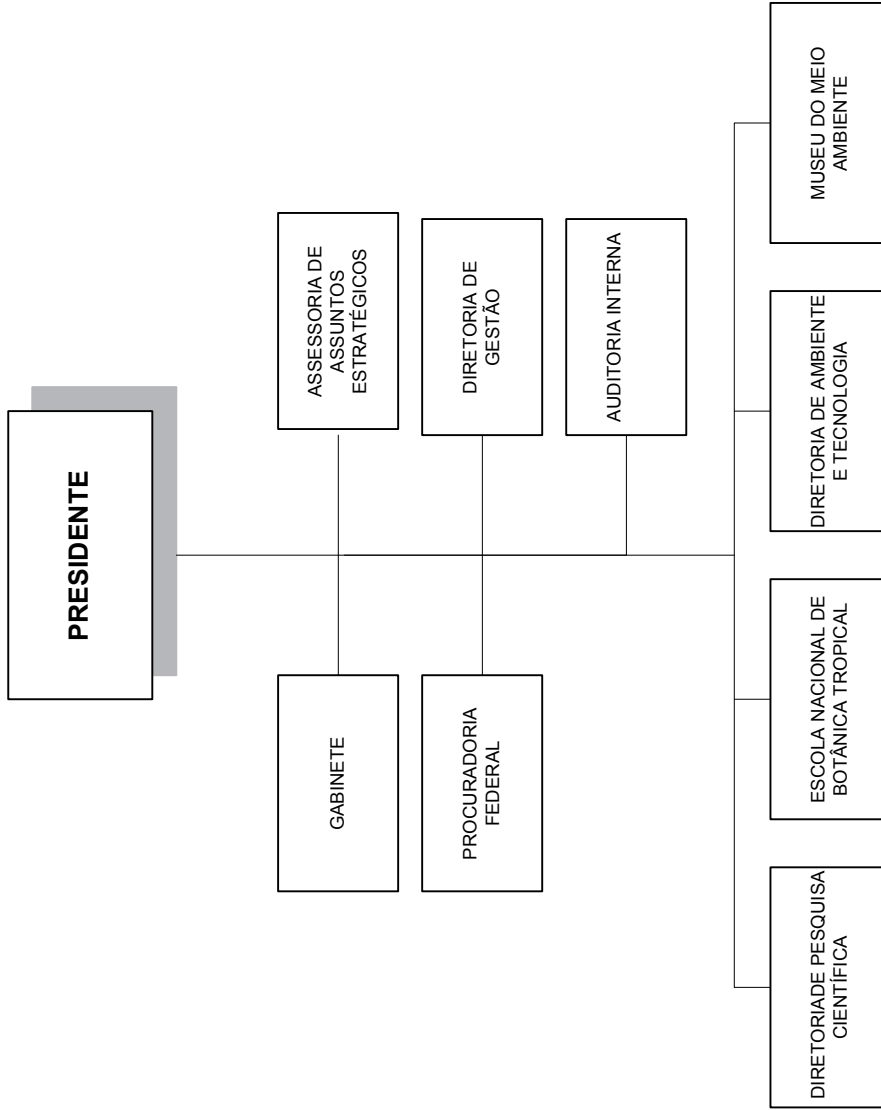 PRESIDENTE
GABINETE
ASSESSORIA DE
ASSUNTOS
ESTRATÉGICOS
PROCURADORIA
FEDERAL
DIRETORIA DE
GESTÃO
AUDITORIA INTERNA
DIRETORIADE PESQUISA
CIENTÍFICA
ESCOLA NACIONAL DE
BOTÂNICA TROPICAL
DIRETORIA DE AMBIENTE
E TECNOLOGIA
MUSEU DO MEIO
AMBIENTE